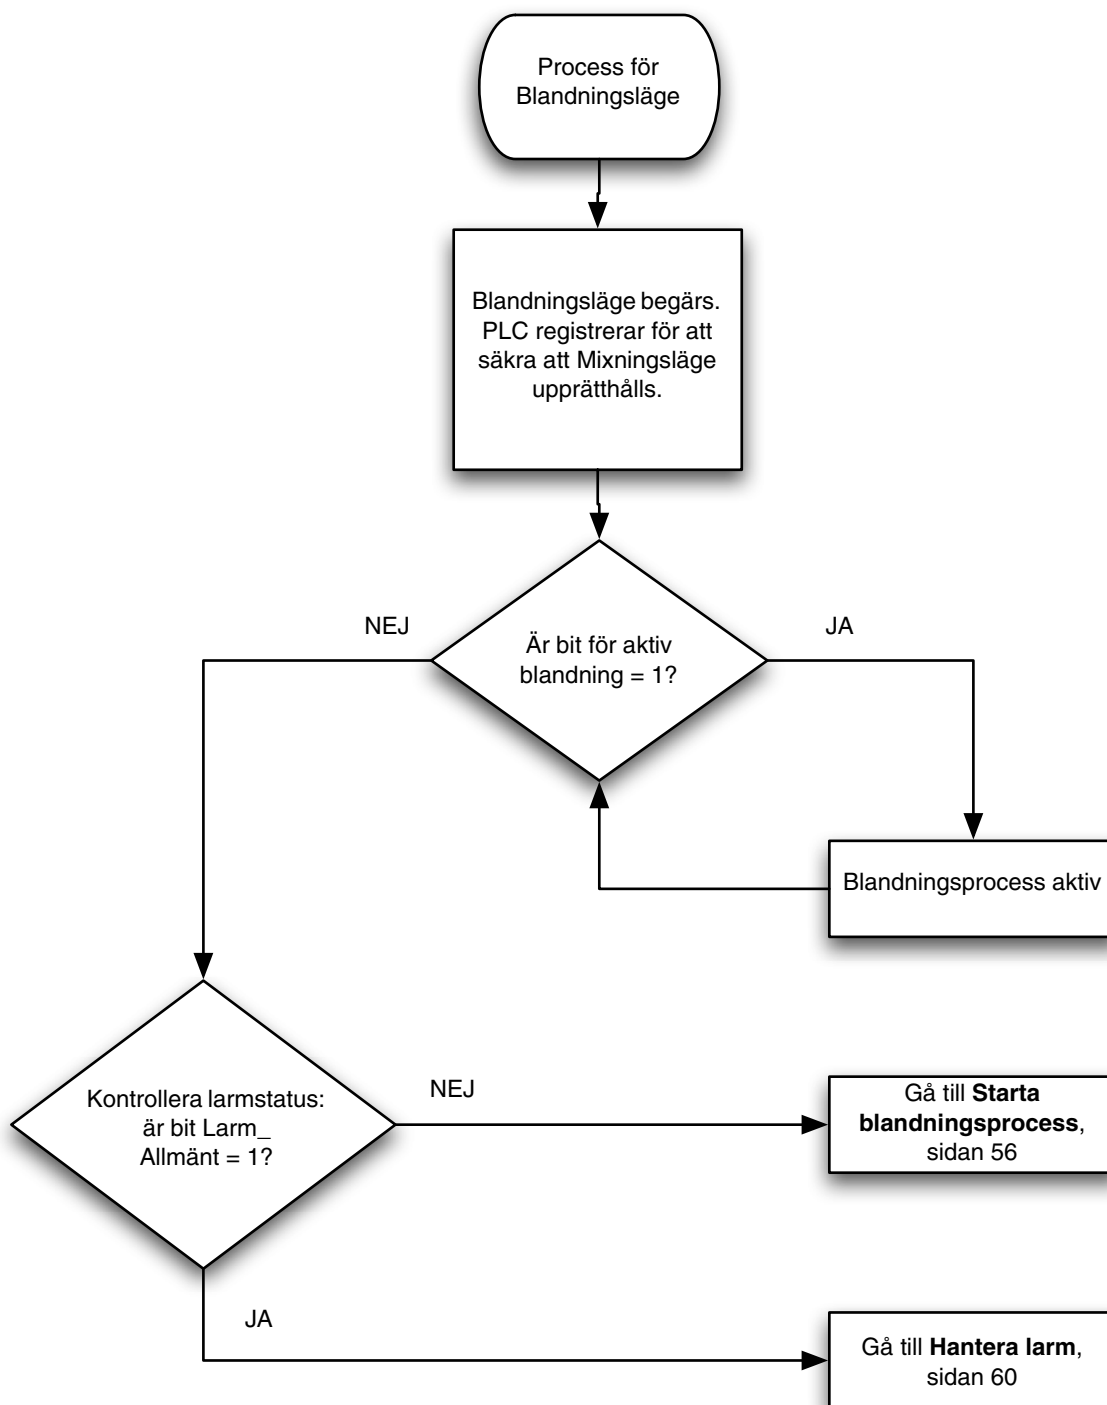 Process för
Blandningsläge
Blandningsläge begärs.
PLC registrerar för att
säkra att Mixningsläge
upprätthålls.
NEJ
JA
Är bit för aktiv
blandning = 1?
Blandningsprocess aktiv
Kontrollera larmstatus:
är bit Larm_
Allmänt = 1?
NEJ
Gå till Starta
blandningsprocess,
sidan 56
JA
Gå till Hantera larm,
sidan 60